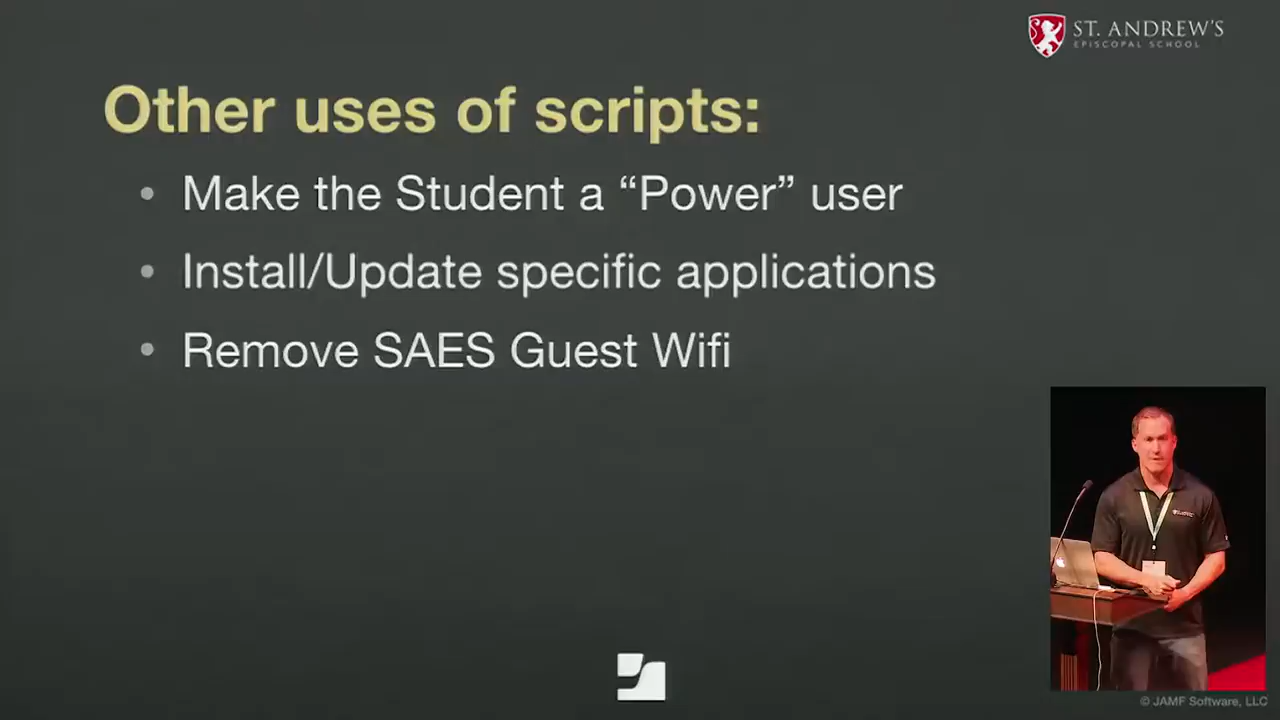 ST. ANDREW'S
EPISCOPAL SCHOOL
Other uses of scripts:
• Make the Student a “Power” user
• Install/Update specific applications
• Remove SAES Guest Wifi
© JAMF Software, LLC